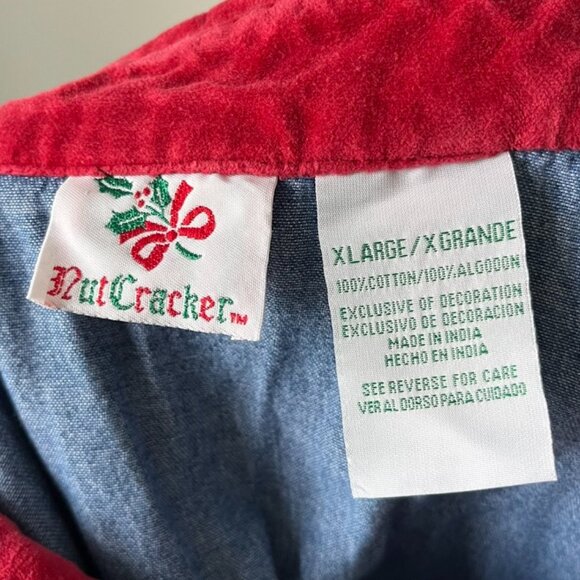 NutCracker™
XLARGE/XGRANDE
100%COTTON/100%ALGODON
EXCLUSIVE OF DECORATION
EXCLUSIVO DE DECORACION
MADE IN INDIA
HECHO EN INDIA
SEE REVERSE FOR CARE
VER AL DORSO PARA CUIDADO